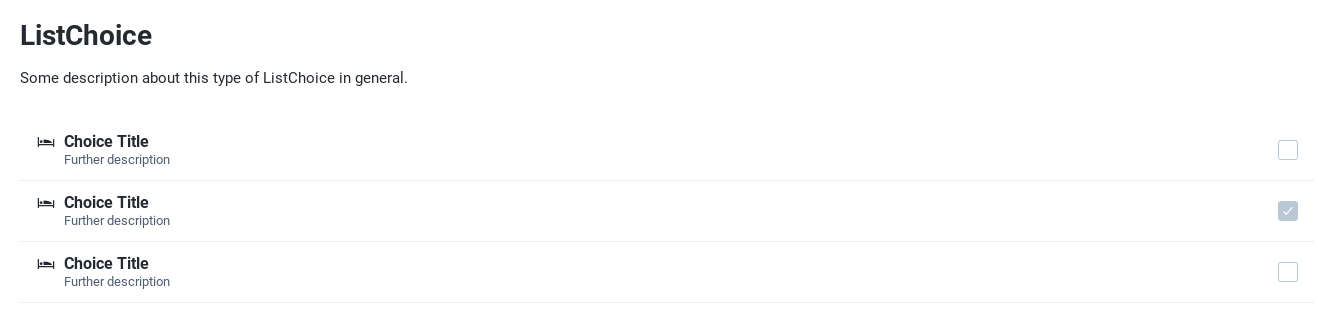 ListChoice
Some description about this type of ListChoice in general.
Choice Title
Further description
Choice Title
Further description
Choice Title
Further description